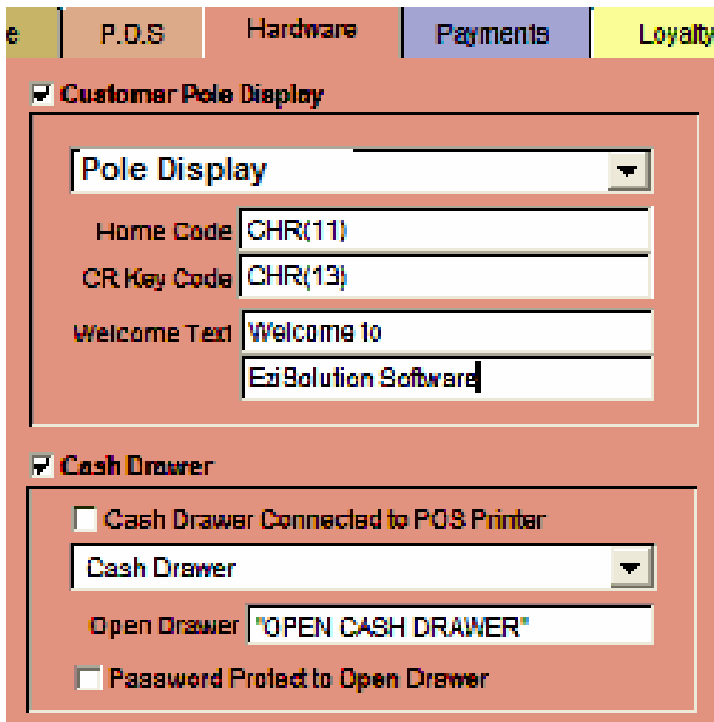 e P.O.S Hardware Payments Loyalty
Customer Pole Display
Pole Display
Home Code CHR(11)
CR Key Code CHR(13)
Welcome Text Welcome to
EziSolution Software
Cash Drawer
Cash Drawer Connected to POS Printer
Cash Drawer
Open Drawer "OPEN CASH DRAWER"
Password Protect to Open Drawer